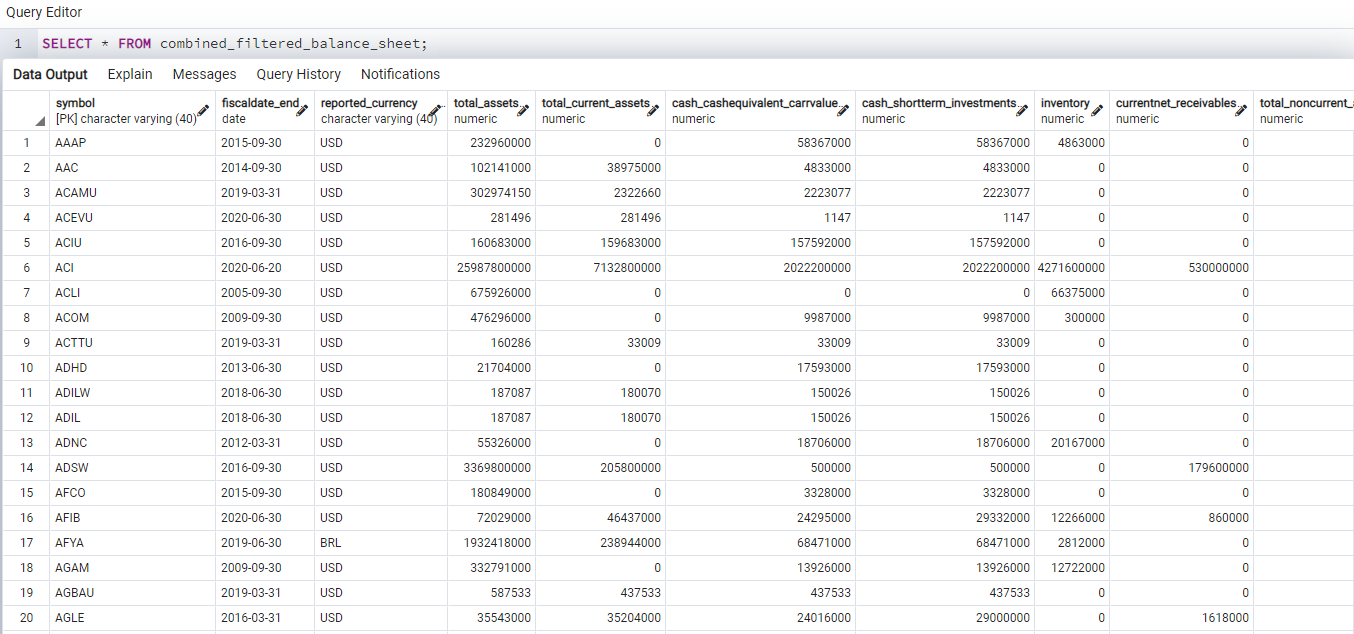 Query Editor
1 SELECT * FROM combined_filtered_balance_sheet;
Data Output Explain Messages Query History Notifications
symbol fiscaldate_end reported_currency total_assets total_current_assets cash_cashequivalent_carrvalue... cash_shortterm_investments... inventory currentnet_receivables... total_noncurrent_
[PK] character varying (40) date character varying (40) numeric numeric numeric numeric numeric numeric numeric
1 AAAP 2015-09-30 USD 232960000 0 58367000 58367000 4863000 0
2 AAC 2014-09-30 USD 102141000 38975000 4833000 4833000 0 0
3 ACAMU 2019-03-31 USD 302974150 2322660 2223077 2223077 0 0
4 ACEVU 2020-06-30 USD 281496 281496 1147 1147 0 0
5 ACIU 2016-09-30 USD 160683000 159683000 157592000 157592000 0 0
6 ACI 2020-06-20 USD 25987800000 7132800000 2022200000 2022200000 4271600000 530000000
7 ACLI 2005-09-30 USD 675926000 0 0 0 66375000 0
8 ACOM 2009-09-30 USD 476296000 0 9987000 9987000 300000 0
9 ACTTU 2019-03-31 USD 160286 33009 33009 33009 0 0
10 ADHD 2013-06-30 USD 21704000 0 17593000 17593000 0 0
11 ADILW 2018-06-30 USD 187087 180070 150026 150026 0 0
12 ADIL 2018-06-30 USD 187087 180070 150026 150026 0 0
13 ADNC 2012-03-31 USD 55326000 0 18706000 18706000 20167000 0
14 ADSW 2016-09-30 USD 3369800000 205800000 500000 500000 0 179600000
15 AFCO 2015-09-30 USD 180849000 0 3328000 3328000 0 0
16 AFIB 2020-06-30 USD 72029000 46437000 24295000 29332000 12266000 860000
17 AFYA 2019-06-30 BRL 1932418000 238944000 68471000 68471000 2812000 0
18 AGAM 2009-09-30 USD 332791000 0 13926000 13926000 12722000 0
19 AGBAU 2019-03-31 USD 587533 437533 437533 437533 0 0
20 AGLE 2016-03-31 USD 35543000 35204000 24016000 29000000 0 1618000